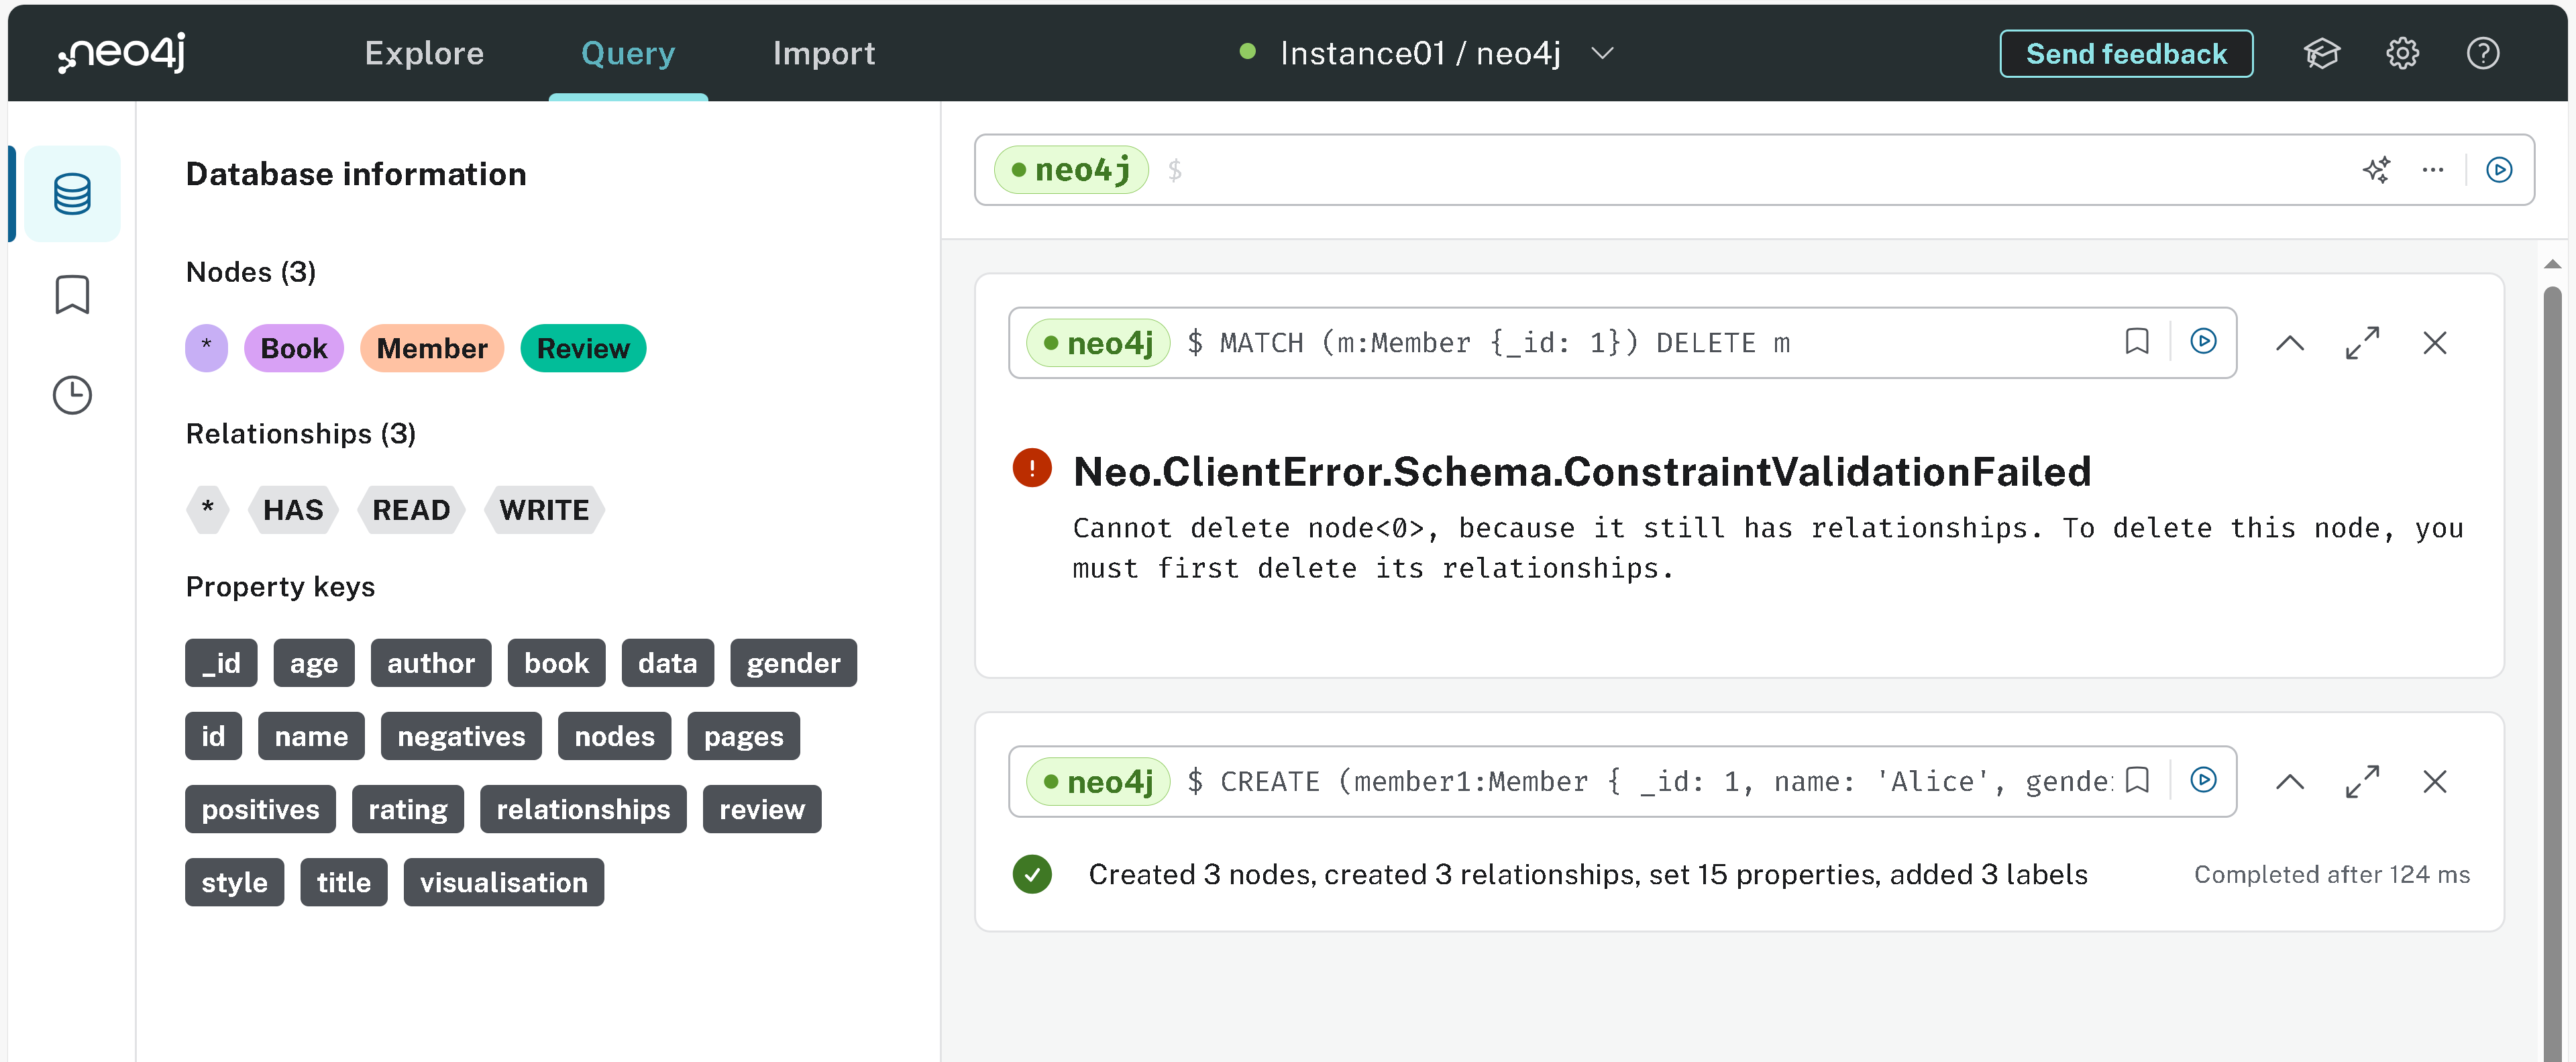 neo4j Explore Query Import Instance01 / neo4j Send feedback
Database information
Nodes (3)
* Book Member Review
Relationships (3)
* HAS READ WRITE
Property keys
_id age author book data gender
id name negatives nodes pages
positives rating relationships review
style title visualisation
neo4j $
neo4j $ MATCH (m:Member {_id: 1}) DELETE m
Neo.ClientError.Schema.ConstraintValidationFailed
Cannot delete node<0>, because it still has relationships. To delete this node, you
must first delete its relationships.
neo4j $ CREATE (member1:Member { _id: 1, name: 'Alice', gende:
Created 3 nodes, created 3 relationships, set 15 properties, added 3 labels Completed after 124 ms